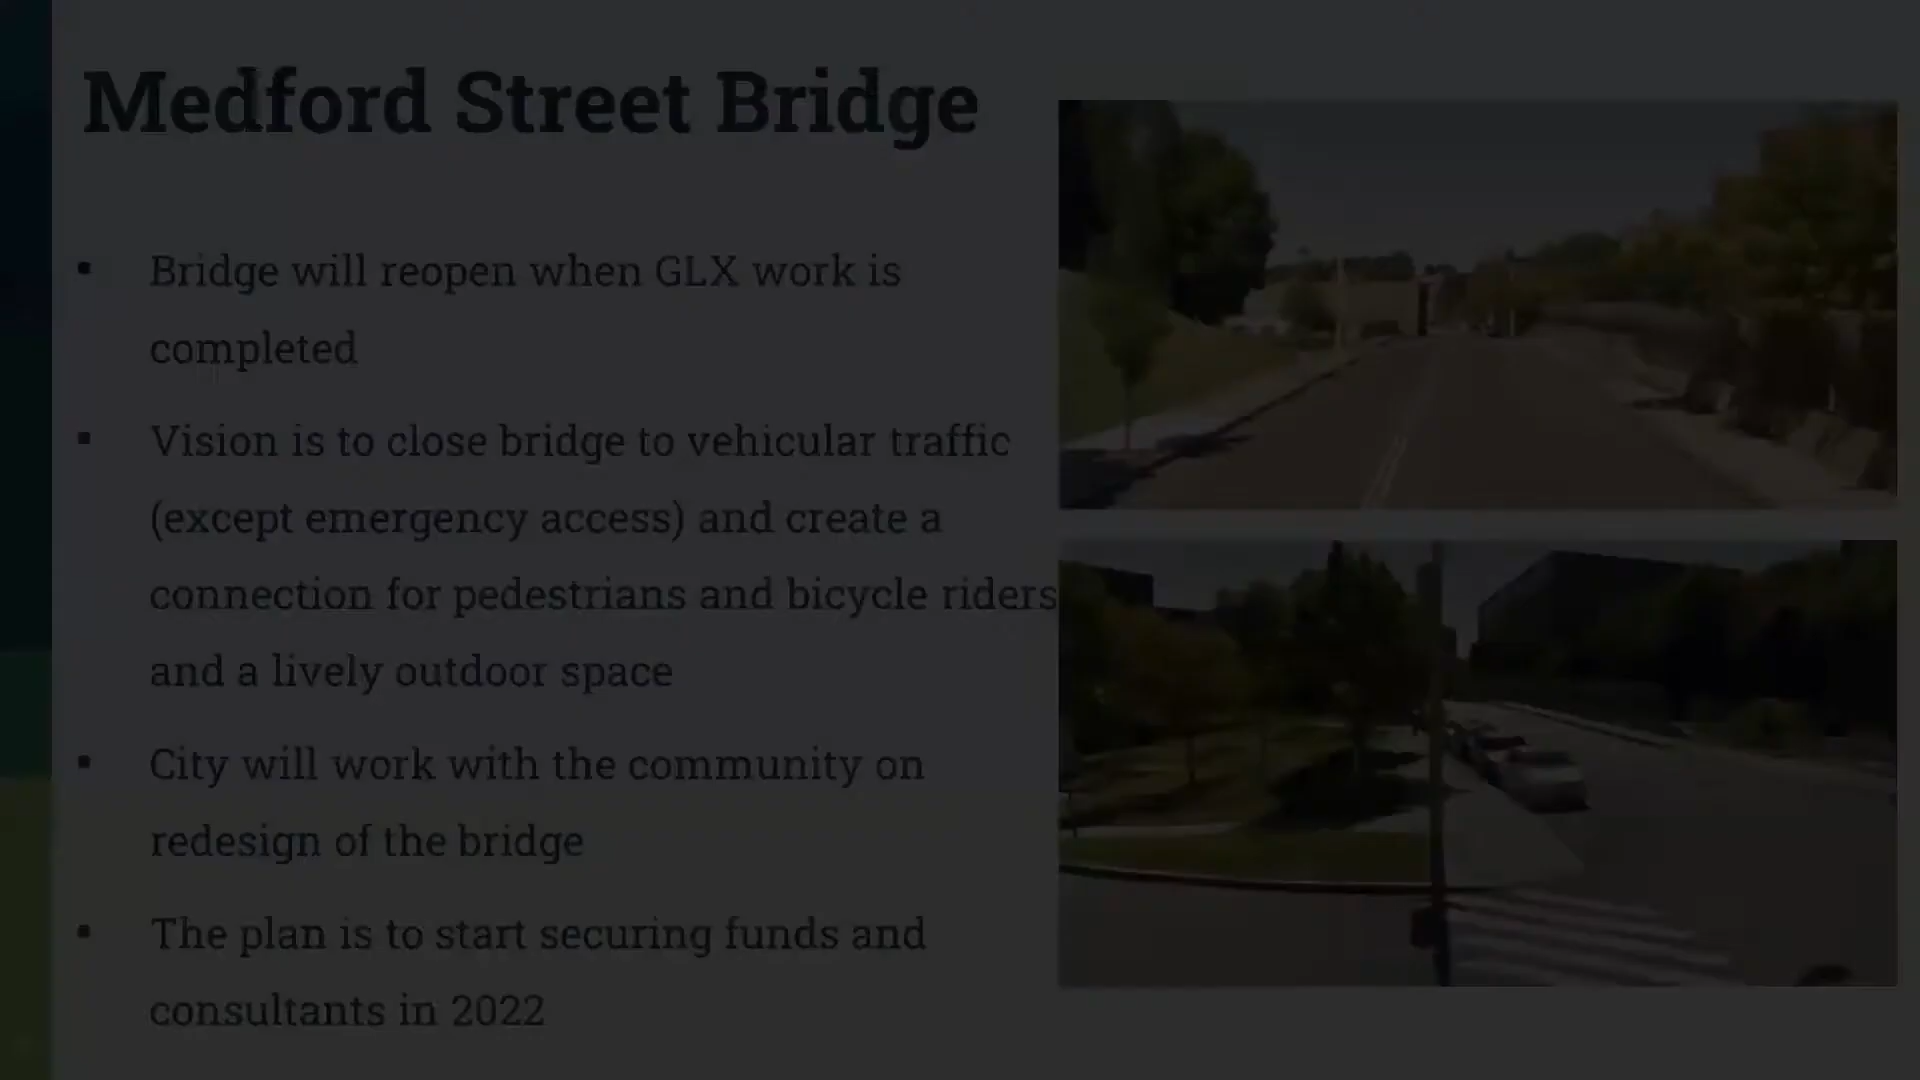 Medford Street Bridge
▪ Bridge will reopen when GLX work is
completed
▪ Vision is to close bridge to vehicular traffic
(except emergency access) and create a
connection for pedestrians and bicycle riders
and a lively outdoor space
▪ City will work with the community on
redesign of the bridge
▪ The plan is to start securing funds and
consultants in 2022